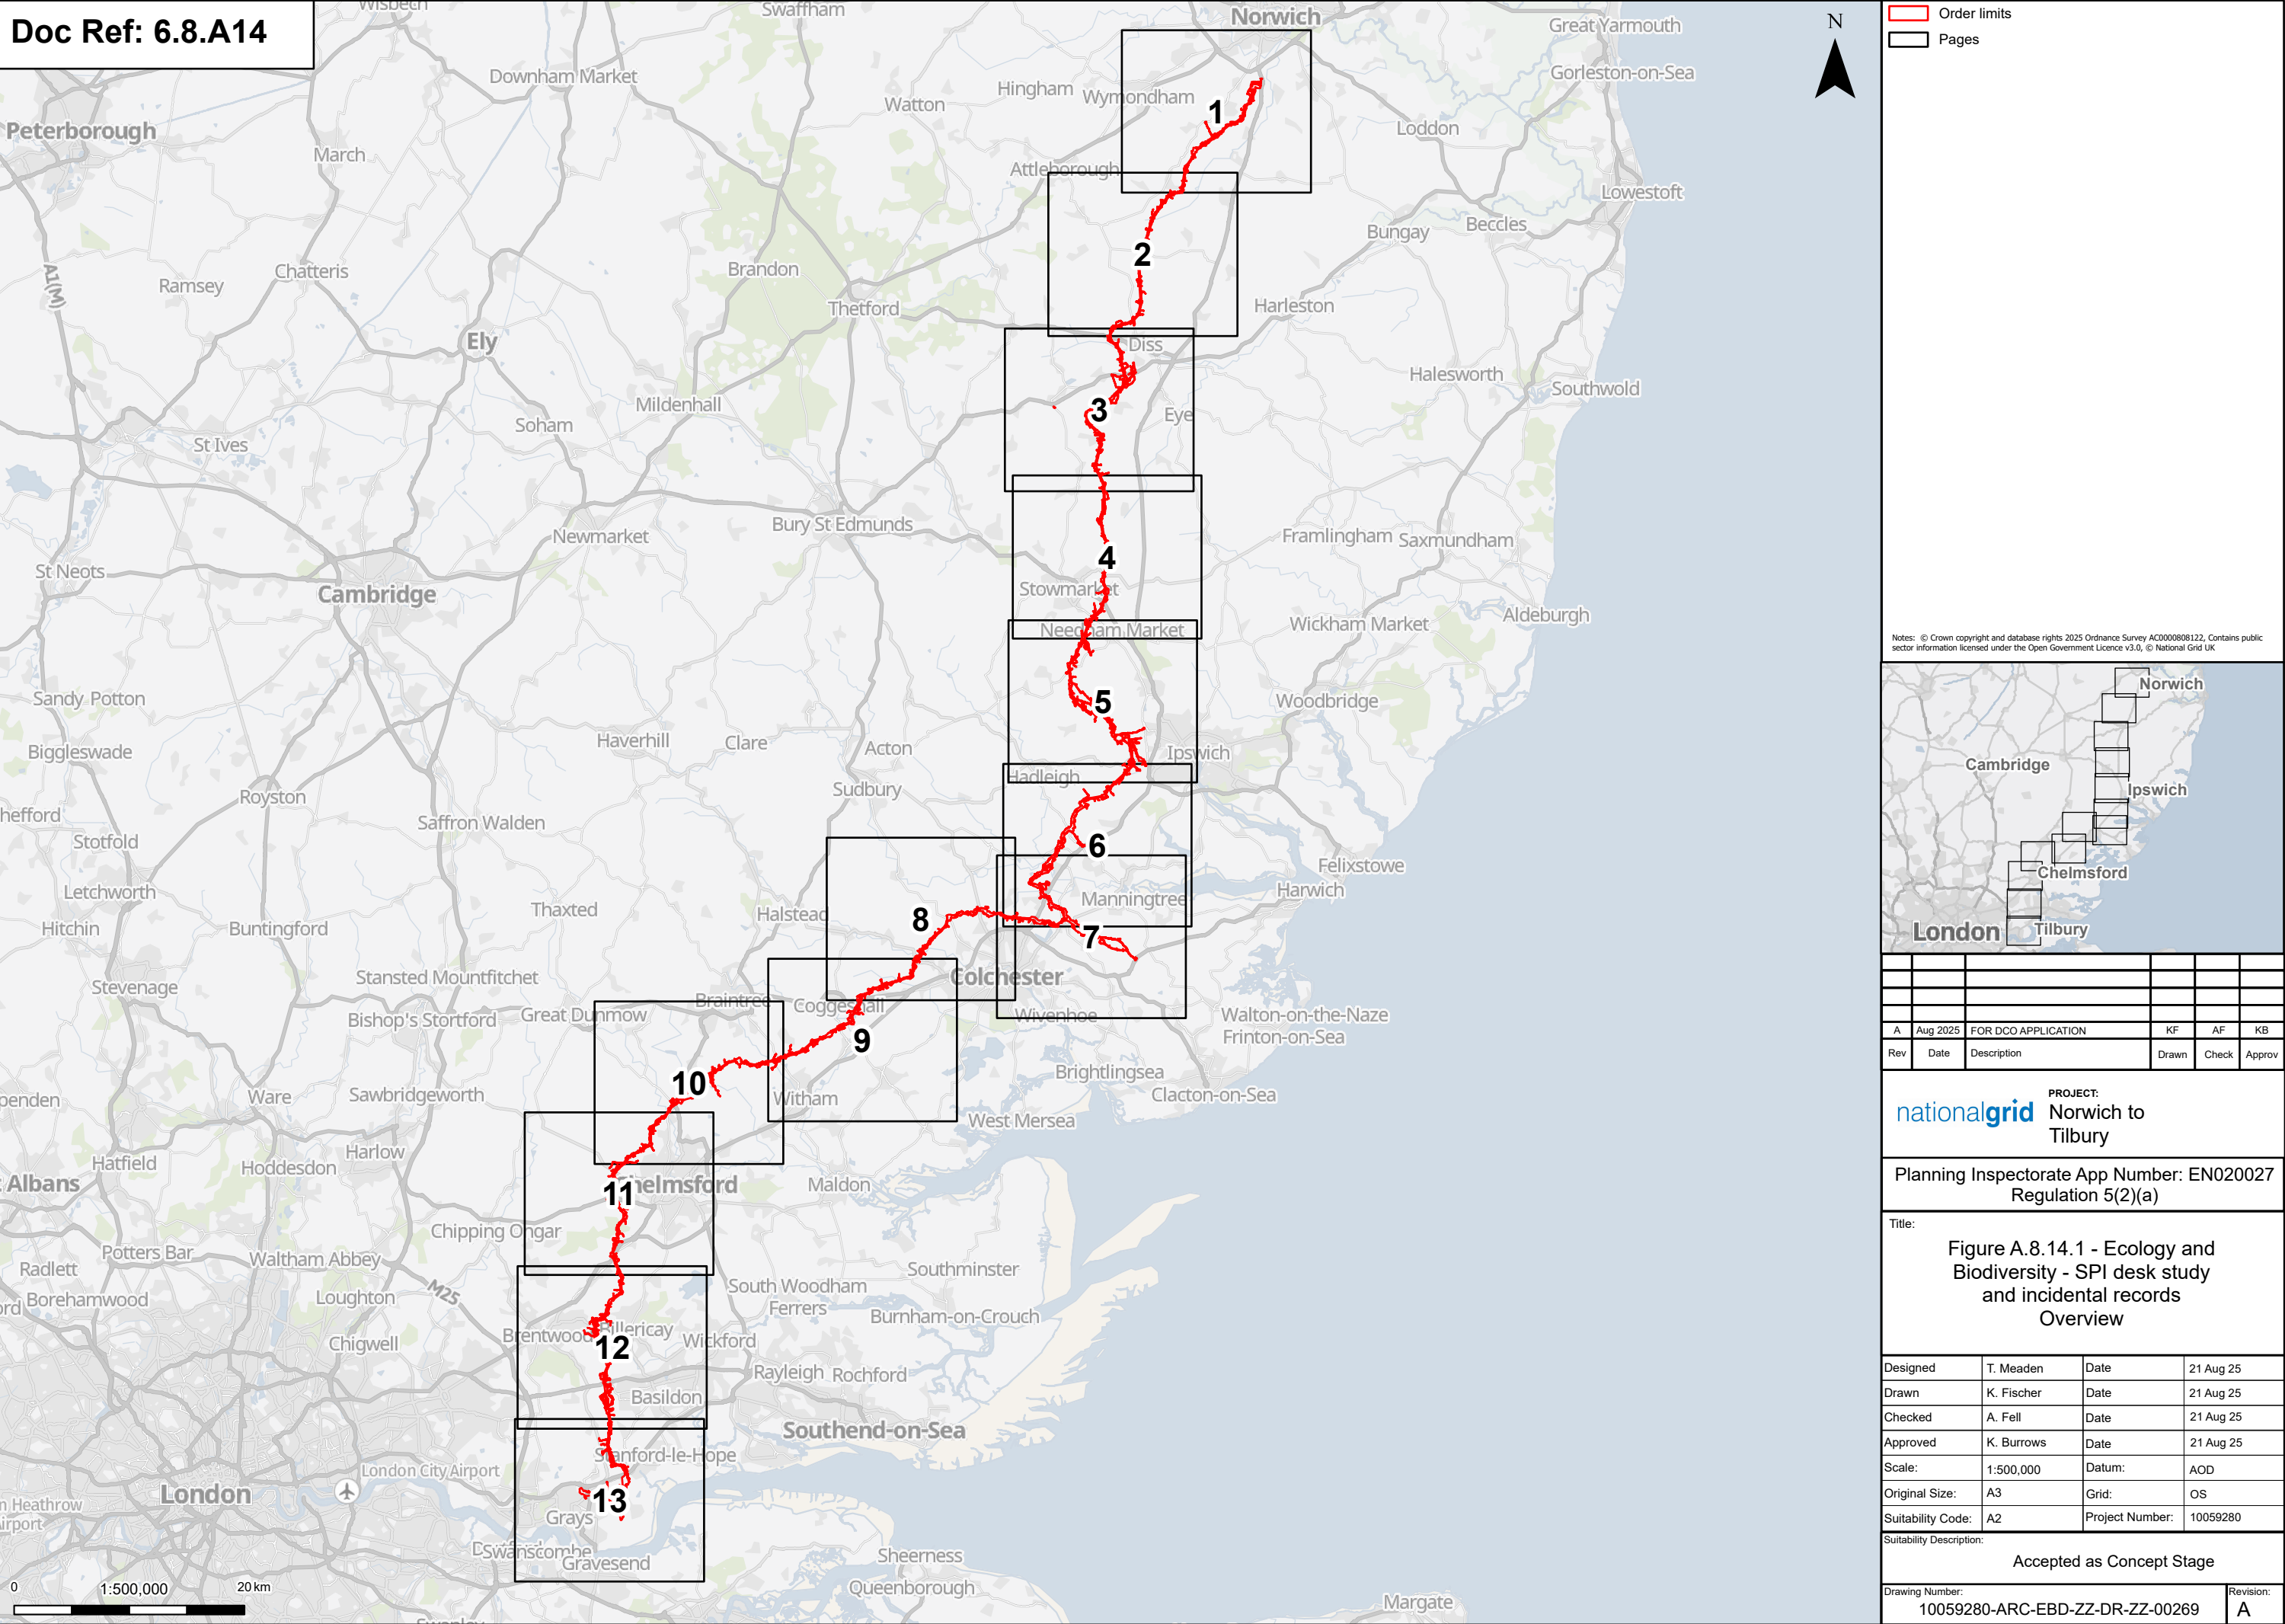 Doc Ref: 6.8.A14
Wisbech
Swaffham
Norwich
Great Yarmouth
N
Downham Market
Hingham
Wymondham
Gorleston-on-Sea
Watton
1
Peterborough
March
Loddon
Attleborough
Lowestoft
Beccles
Bungay
2
A1(M)
Chatteris
Brandon
Ramsey
Thetford
Harleston
Ely
Diss
Halesworth
Southwold
Mildenhall
3
Eye
Soham
St Ives
Bury St Edmunds
Newmarket
Framlingham
Saxmundham
4
St Neots
Cambridge
Stowmarket
Aldeburgh
Wickham Market
Needham Market
Sandy Potton
5
Woodbridge
Haverhill
Clare
Acton
Ipswich
Biggleswade
Hadleigh
Sudbury
Royston
hefford
Saffron Walden
Stotfold
6
Felixstowe
Letchworth
Harwich
Manningtree
Thaxted
Halstead
8
Hitchin
Buntingford
7
Stansted Mountfitchet
Colchester
Stevenage
Braintree
Coggeshall
Great Dunmow
Bishop's Stortford
Wivenhoe
Walton-on-the-Naze
Frinton-on-Sea
9
10
Brightlingsea
Ware
Sawbridgeworth
Witham
Clacton-on-Sea
penden
West Mersea
Harlow
Hatfield
Hoddesdon
Albans
11
helmsford
Maldon
Chipping Ongar
Potters Bar
Waltham Abbey
Radlett
Southminster
M25
South Woodham
Ferrers
Loughton
Borehamwood
Burnham-on-Crouch
Brentwood
Billericay
Wickford
Chigwell
12
Rayleigh
Rochford
Basildon
Southend-on-Sea
Stanford-le-Hope
London City Airport
London
13
n Heathrow
Airport
Grays
Swanscombe
Gravesend
Sheerness
Queenborough
Margate
Swanley
0
1:500,000
20 km
Order limits
Pages
Notes: © Crown copyright and database rights 2025 Ordnance Survey AC0000808122, Contains public
sector information licensed under the Open Government Licence v3.0, © National Grid UK
Norwich
Cambridge
Ipswich
Chelmsford
London
Tilbury
A Aug 2025 FOR DCO APPLICATION KF AF KB
Rev Date Description Drawn Check Approv
nationalgrid
PROJECT:
Norwich to
Tilbury
Planning Inspectorate App Number: EN020027
Regulation 5(2)(a)
Title:
Figure A.8.14.1 - Ecology and
Biodiversity - SPI desk study
and incidental records
Overview
Designed T. Meaden Date 21 Aug 25
Drawn K. Fischer Date 21 Aug 25
Checked A. Fell Date 21 Aug 25
Approved K. Burrows Date 21 Aug 25
Scale: 1:500,000 Datum: AOD
Original Size: A3 Grid: OS
Suitability Code: A2 Project Number: 10059280
Suitability Description:
Accepted as Concept Stage
Drawing Number:
10059280-ARC-EBD-ZZ-DR-ZZ-00269
Revision:
A